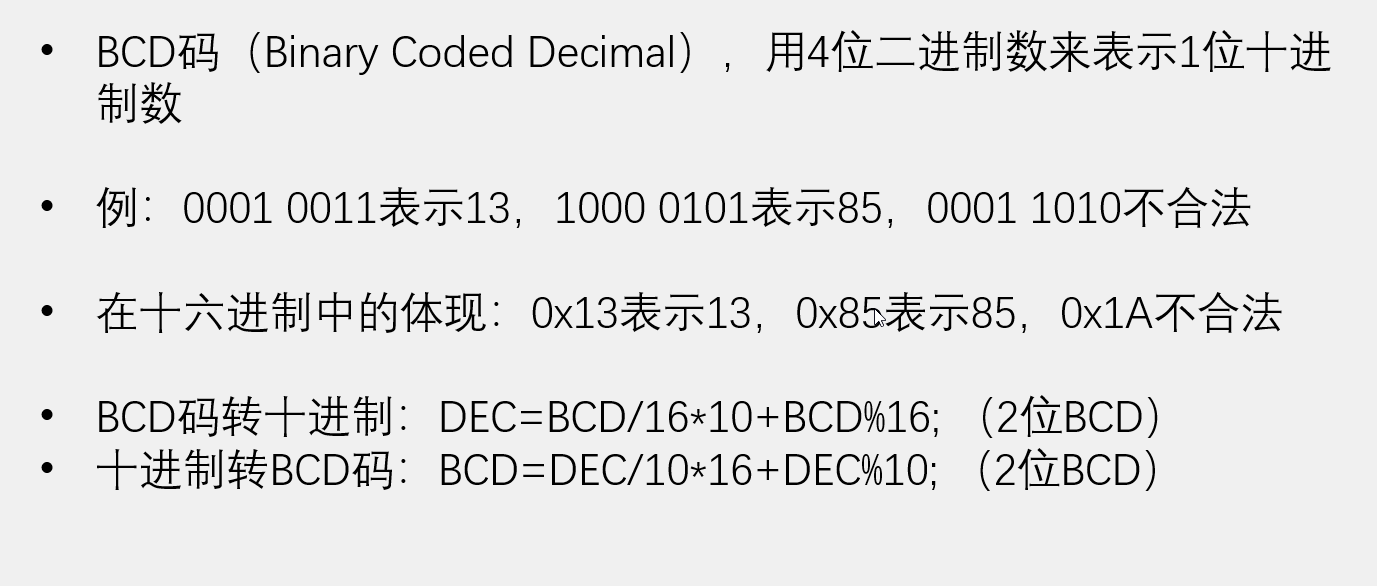 • BCD码（Binary Coded Decimal），用4位二进制数来表示1位十进
制数
• 例：0001 0011表示13，1000 0101表示85，0001 1010不合法
• 在十六进制中的体现：0x13表示13，0x85表示85，0x1A不合法
• BCD码转十进制：DEC=BCD/16*10+BCD%16; （2位BCD）
• 十进制转BCD码：BCD=DEC/10*16+DEC%10; （2位BCD）